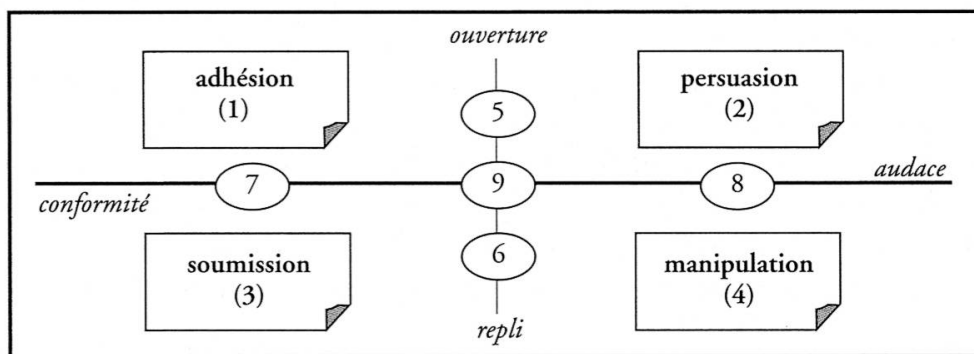 ouverture
adhésion
(1)
persuasion
(2)
5
7
9
8
conformité
audace
6
soumission
(3)
manipulation
(4)
repli